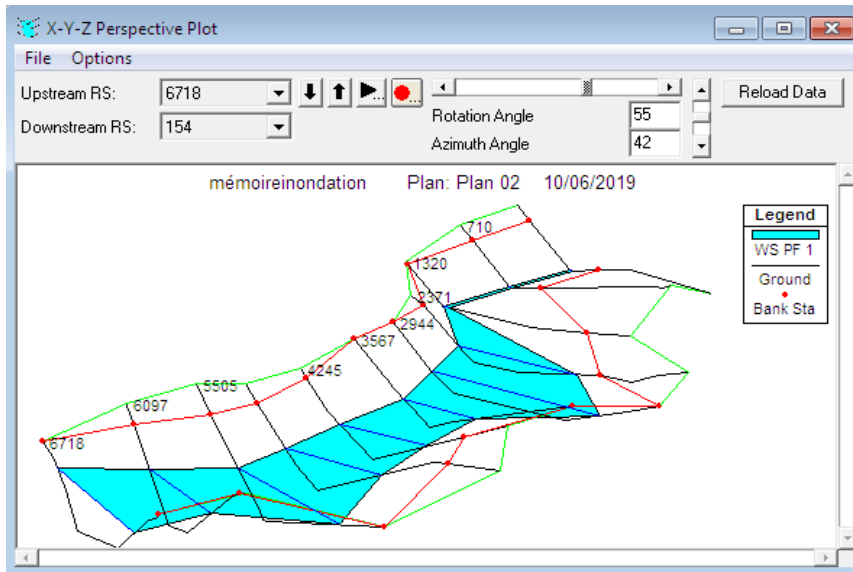 X-Y-Z Perspective Plot
File Options
Upstream RS: 6718
Reload Data
Rotation Angle 55
Downstream RS: 154
Azimuth Angle 42
mémoireinondation Plan: Plan 02 10/06/2019
Legend
WS PF 1
Ground
Bank Sta
710
1320
2371
2944
3567
4245
5505
6097
6718